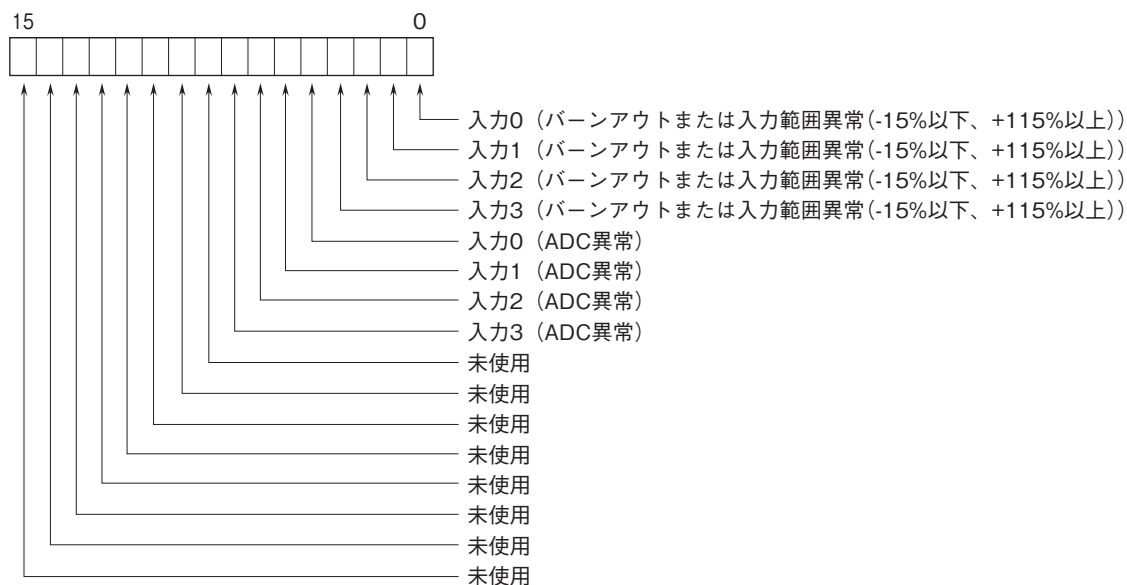 15 0
入力0（バーンアウトまたは入力範囲異常（-15%以下、+115%以上））
入力1（バーンアウトまたは入力範囲異常（-15%以下、+115%以上））
入力2（バーンアウトまたは入力範囲異常（-15%以下、+115%以上））
入力3（バーンアウトまたは入力範囲異常（-15%以下、+115%以上））
入力0（ADC異常）
入力1（ADC異常）
入力2（ADC異常）
入力3（ADC異常）
未使用
未使用
未使用
未使用
未使用
未使用
未使用
未使用